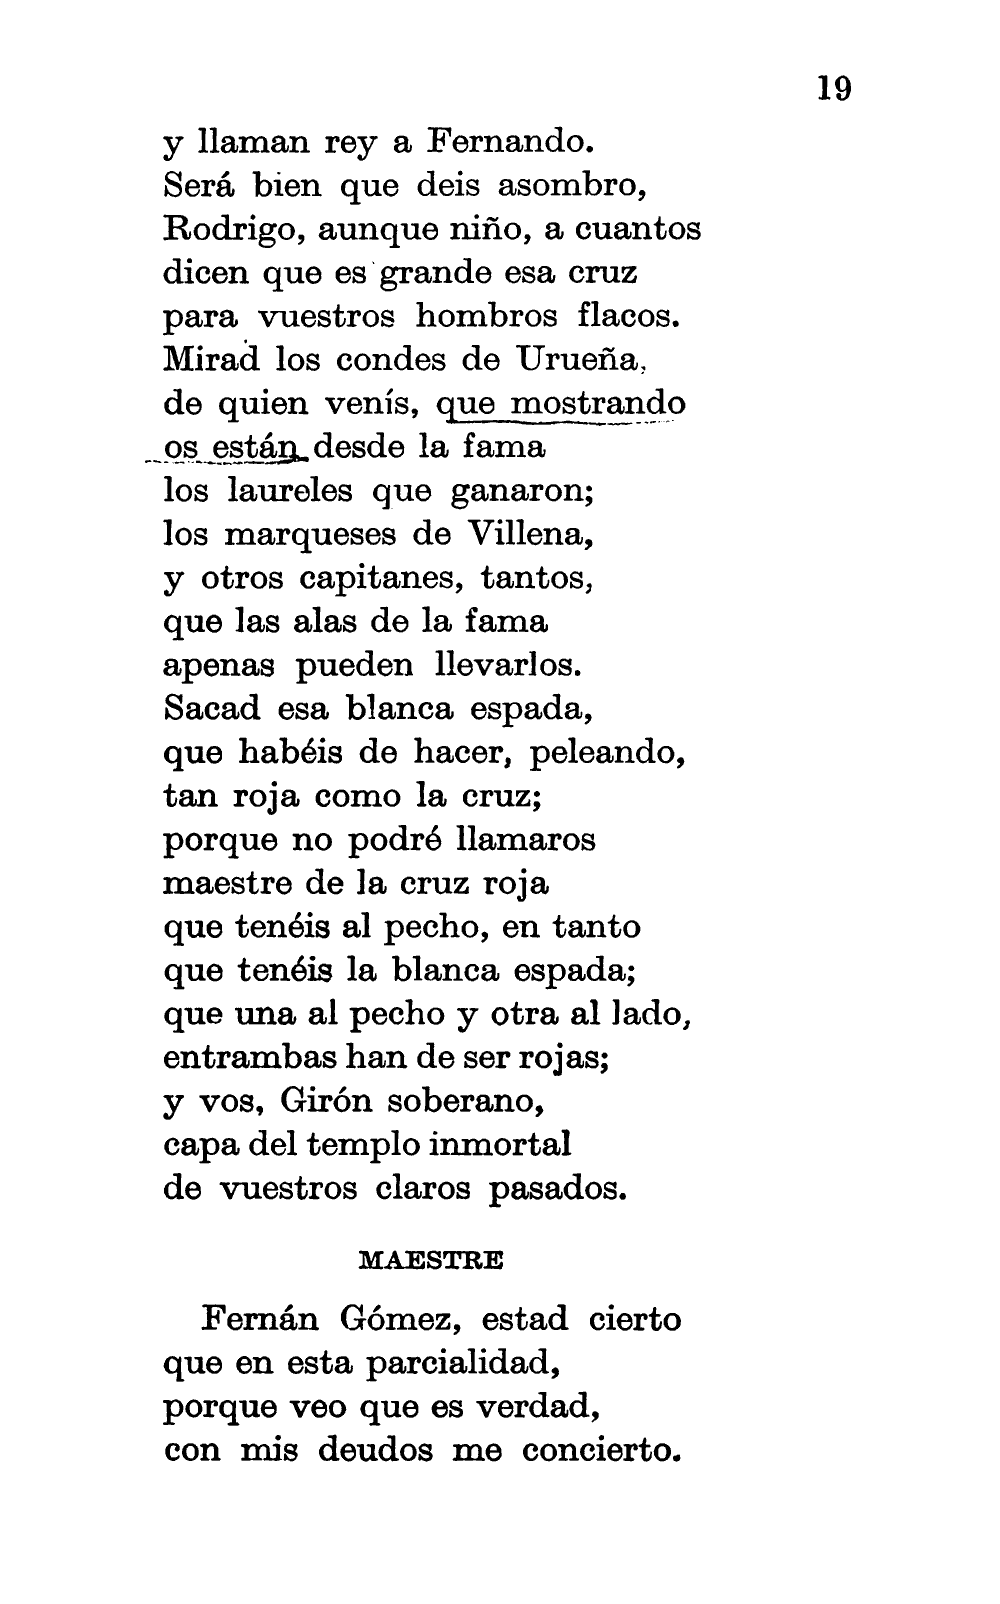 19
y llaman rey a Fernando.
Será bien que deis asombro,
Rodrigo, aunque niño, a cuantos
dicen que es grande esa cruz
para vuestros hombros flacos.
Mirad los condes de Urueña,
de quien venís, que mostrando
os están desde la fama
los laureles que ganaron;
los marqueses de Villena,
y otros capitanes, tantos,
que las alas de la fama
apenas pueden llevarlos.
Sacad esa blanca espada,
que habéis de hacer, peleando,
tan roja como la cruz;
porque no podré llamaros
maestre de la cruz roja
que tenéis al pecho, en tanto
que tenéis la blanca espada;
que una al pecho y otra al lado,
entrambas han de ser rojas;
y vos, Girón soberano,
capa del templo inmortal
de vuestros claros pasados.
MAESTRE
Fernán Gómez, estad cierto
que en esta parcialidad,
porque veo que es verdad,
con mis deudos me concierto.